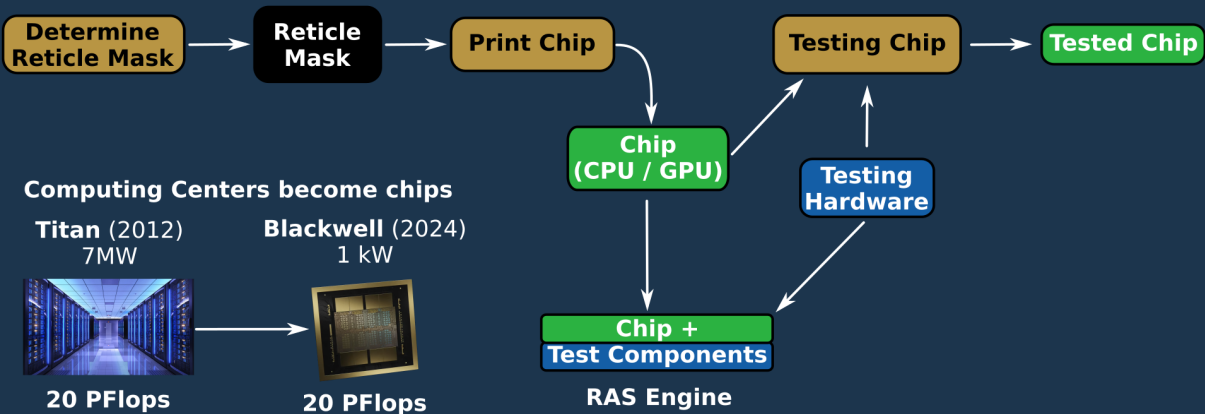 Determine
Reticle Mask
Reticle
Mask
Print Chip
Testing Chip
Tested Chip
Chip
(CPU / GPU)
Testing
Hardware
Computing Centers become chips
Titan (2012)
7MW
Blackwell (2024)
1 kW
20 PFlops
20 PFlops
Chip +
Test Components
RAS Engine